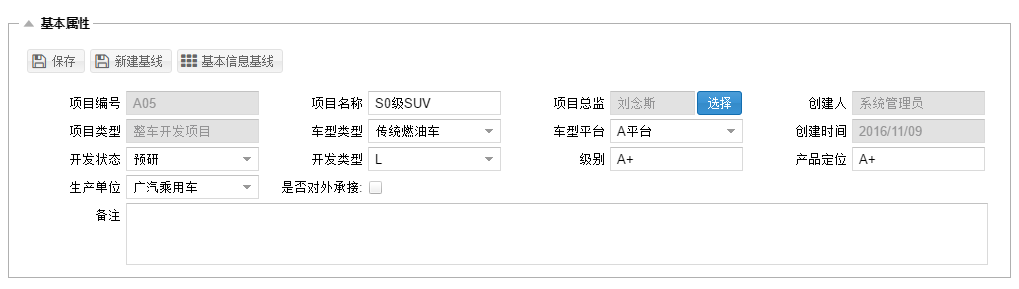 基本属性
保存 新建基线 基本信息基线
项目编号 A05 项目名称 S0级SUV 项目总监 刘念斯 选择 创建人 系统管理员
项目类型 整车开发项目 车型类型 传统燃油车 车型平台 A平台 创建时间 2016/11/09
开发状态 预研 开发类型 L 级别 A+ 产品定位 A+
生产单位 广汽乘用车 是否对外承接:
备注